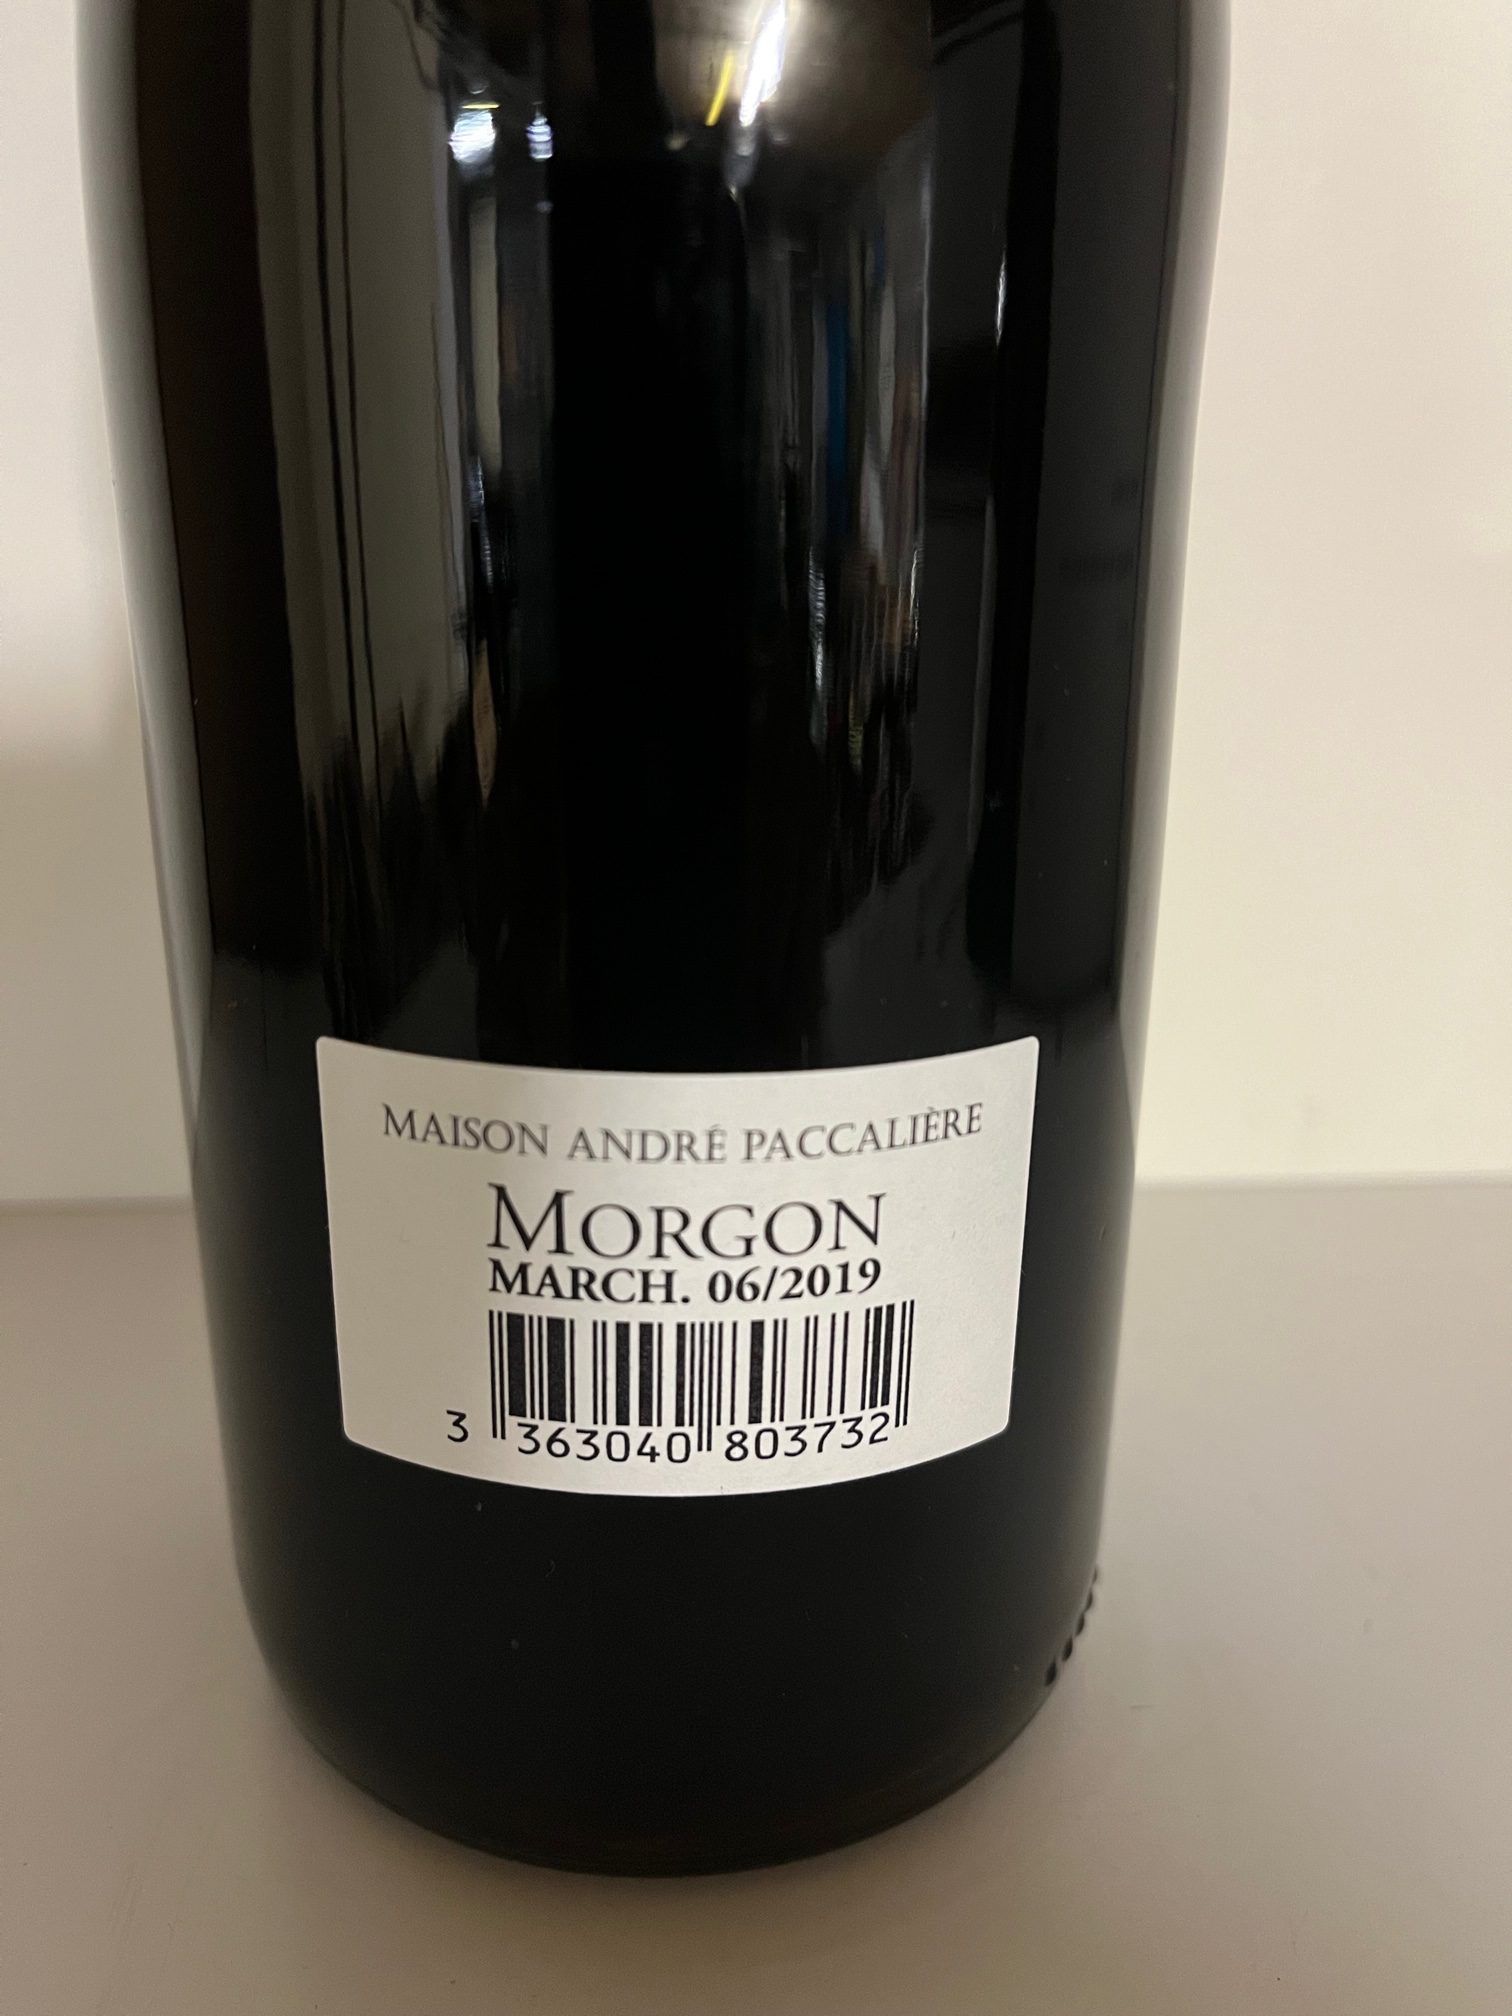 MAISON ANDRÉ PACCALIÈRE
MORGON
MARCH. 06/2019
3 363040 803732